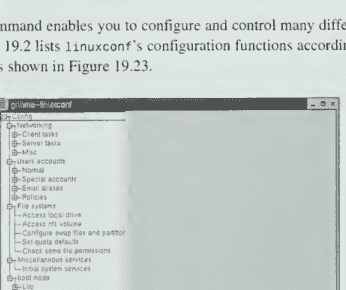 mmand enables you to configure and control many diffe
19.2 lists linuxconf's configuration functions accordin
s shown in Figure 19.23.
gnome-linuxconf
Config
Networking
Client tasks
Server tasks
Misc
Users accounts
Normal
Special accounts
Email aliases
Policies
File systems
Access local drive
Access nfs volume
Configure swap files and partition
Set quota defaults
Check some file permissions
Miscellaneous services
Initial system services
boot mode
Lilo